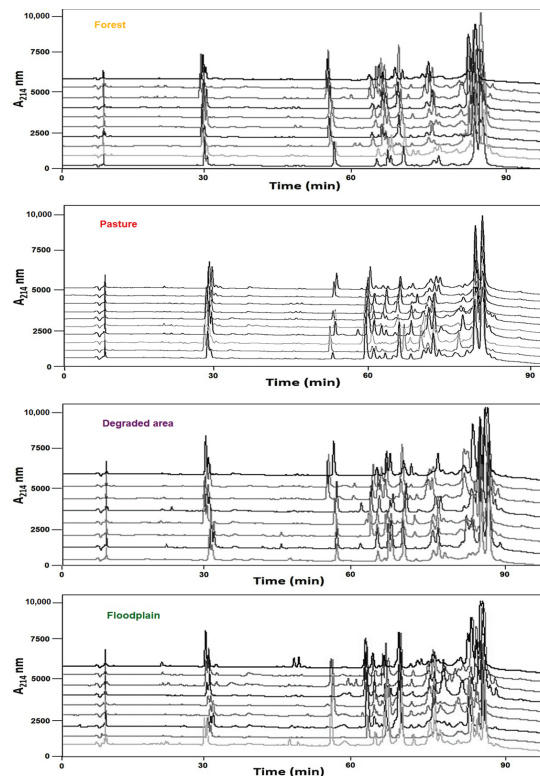 Forest
10,000
7500
5000
2500
0
A214 nm
0 30 60 90
Time (min)
Pasture
10,000
7500
5000
2500
0
A214 nm
0 30 60 90
Time (min)
Degraded area
10,000
7500
5000
2500
0
A214 nm
0 30 60 90
Time (min)
Floodplain
10,000
7500
5000
2500
0
A214 nm
0 30 60 90
Time (min)